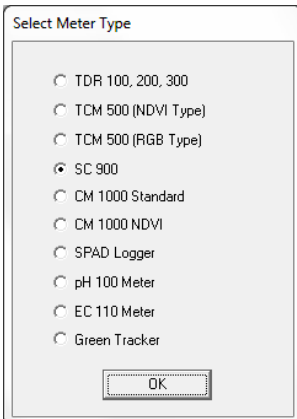 Select Meter Type
TDR 100, 200, 300
TCM 500 (NDVI Type)
TCM 500 (RGB Type)
SC 900
CM 1000 Standard
CM 1000 NDVI
SPAD Logger
pH 100 Meter
EC 110 Meter
Green Tracker
OK